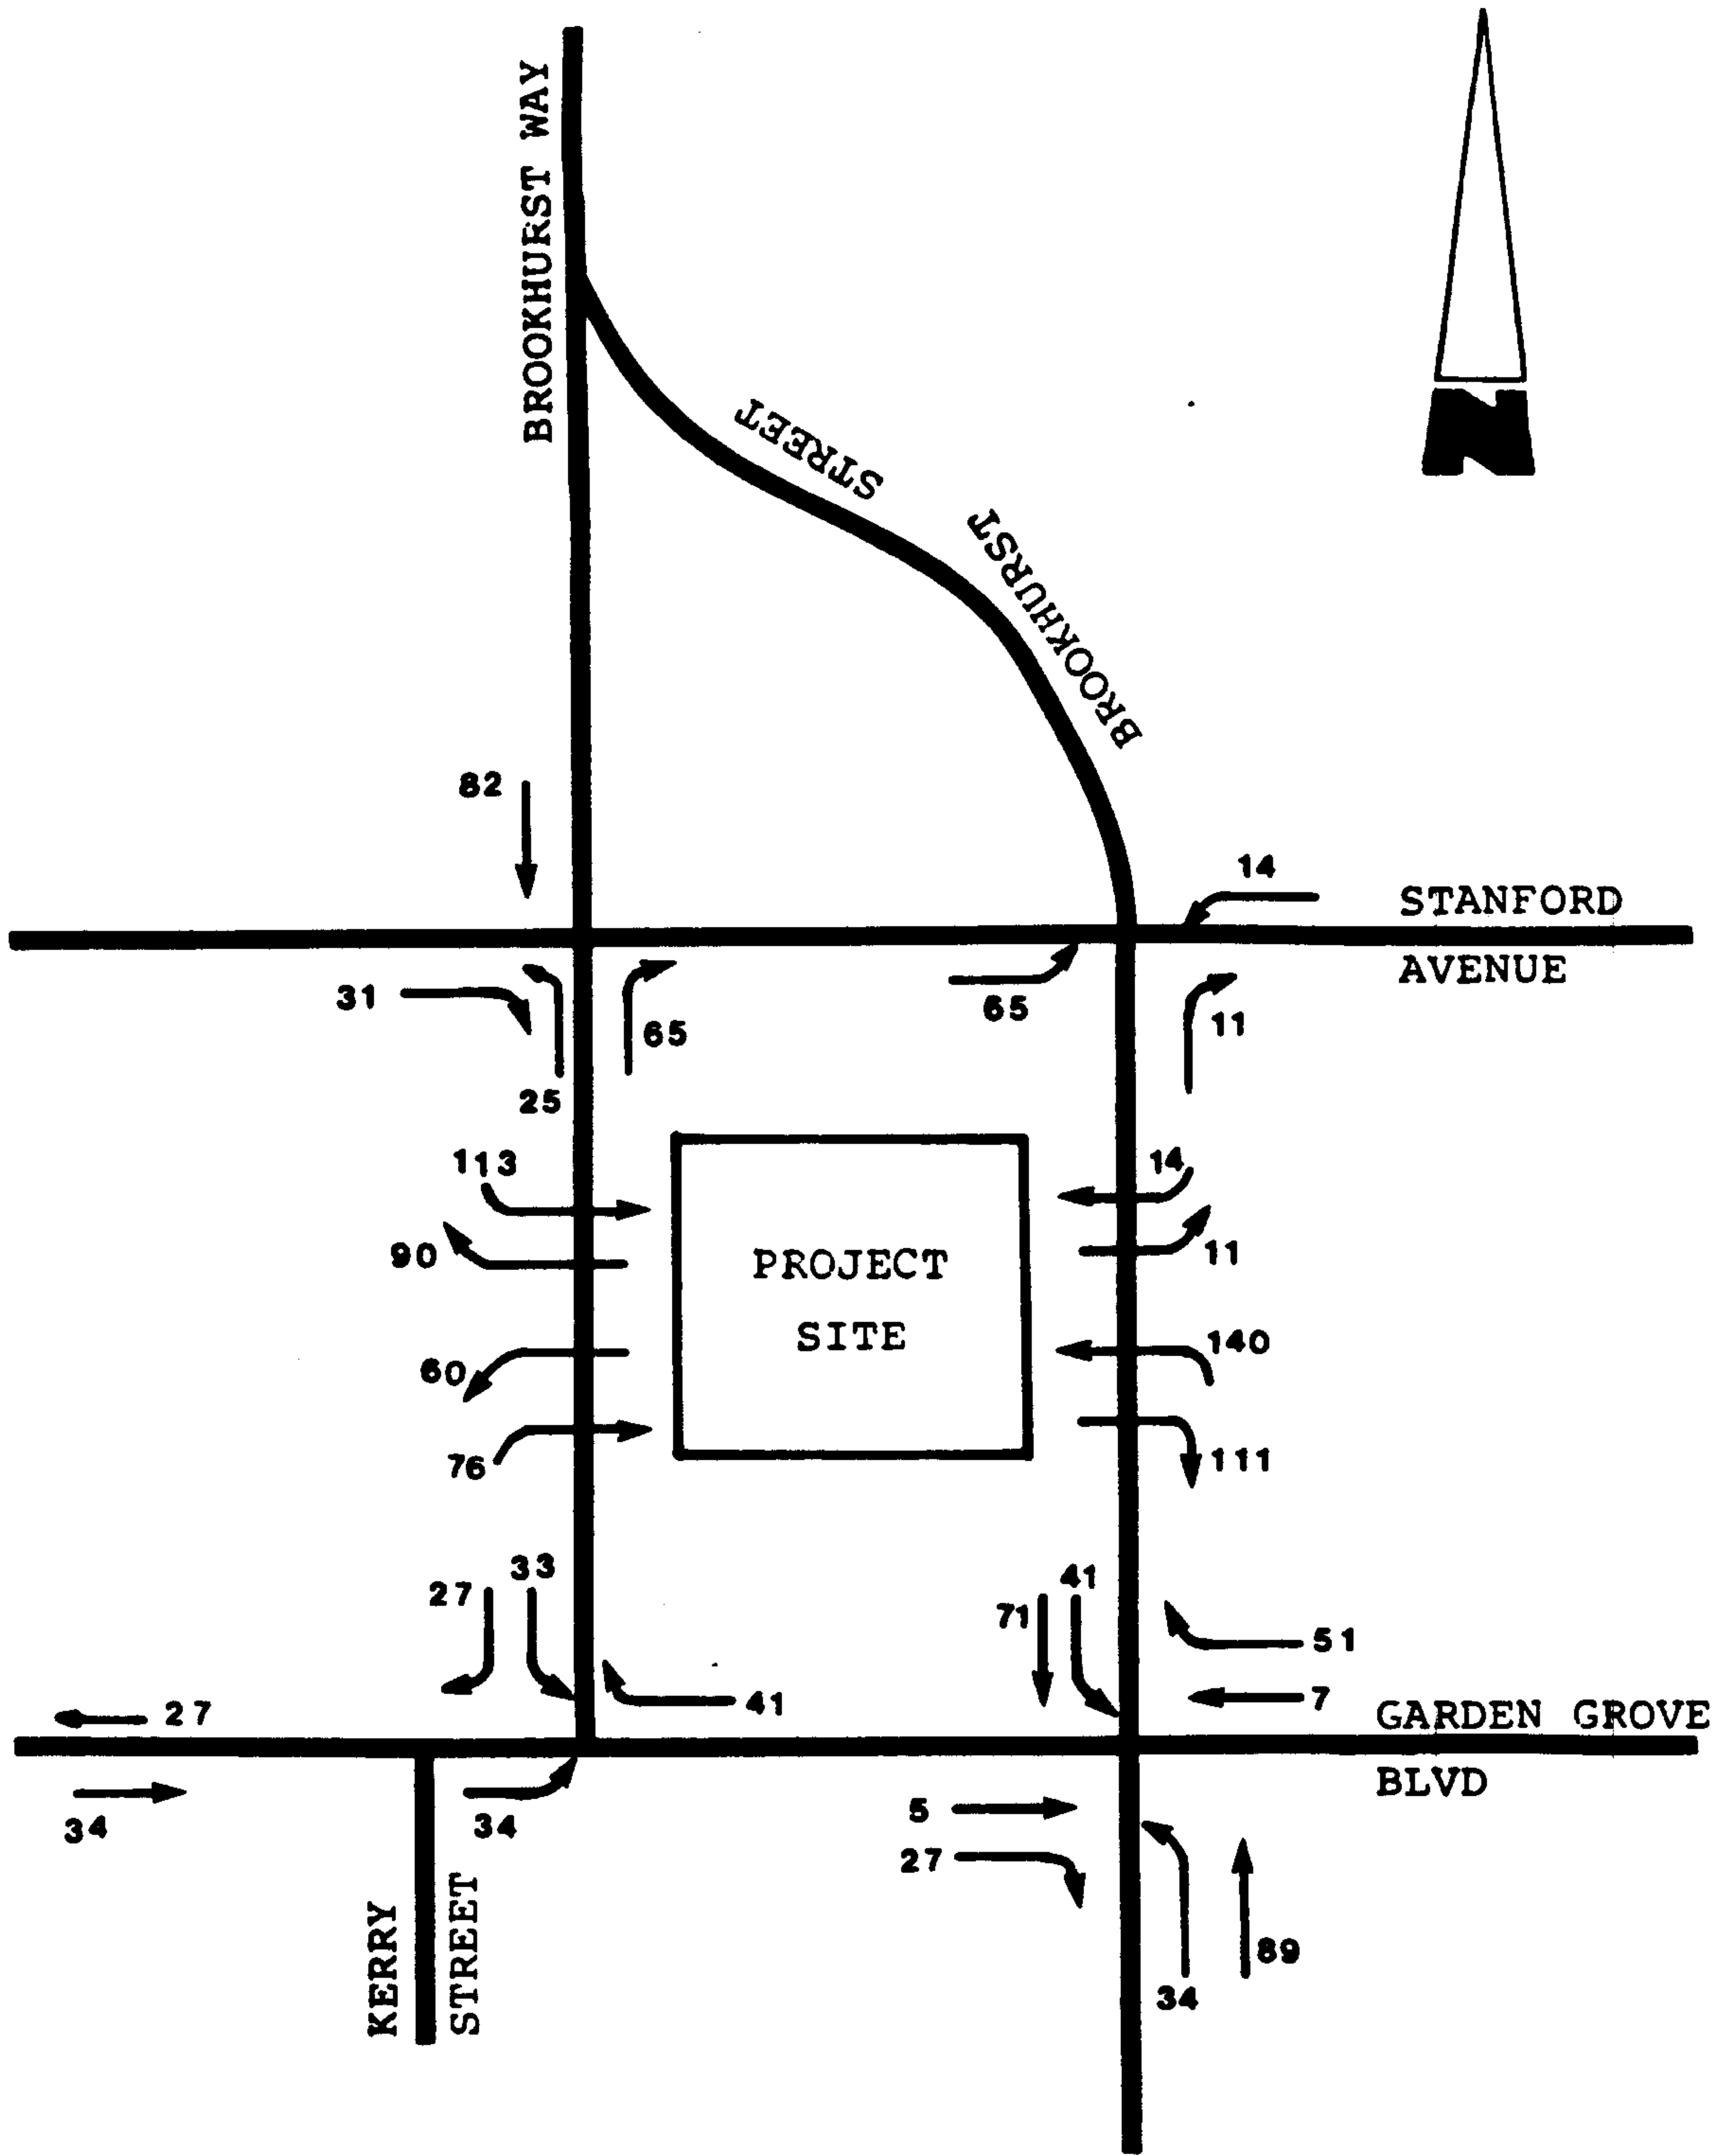 BROOKHURST WAY
N
STREET
BROOKHURST
82
14
STANFORD
AVENUE
31
65
65
11
25
113
14
90
11
PROJECT
SITE
140
60
76
111
33
41
27
71
51
27
41
7
GARDEN GROVE
BLVD
34
34
5
27
KERRY
STREET
89
34